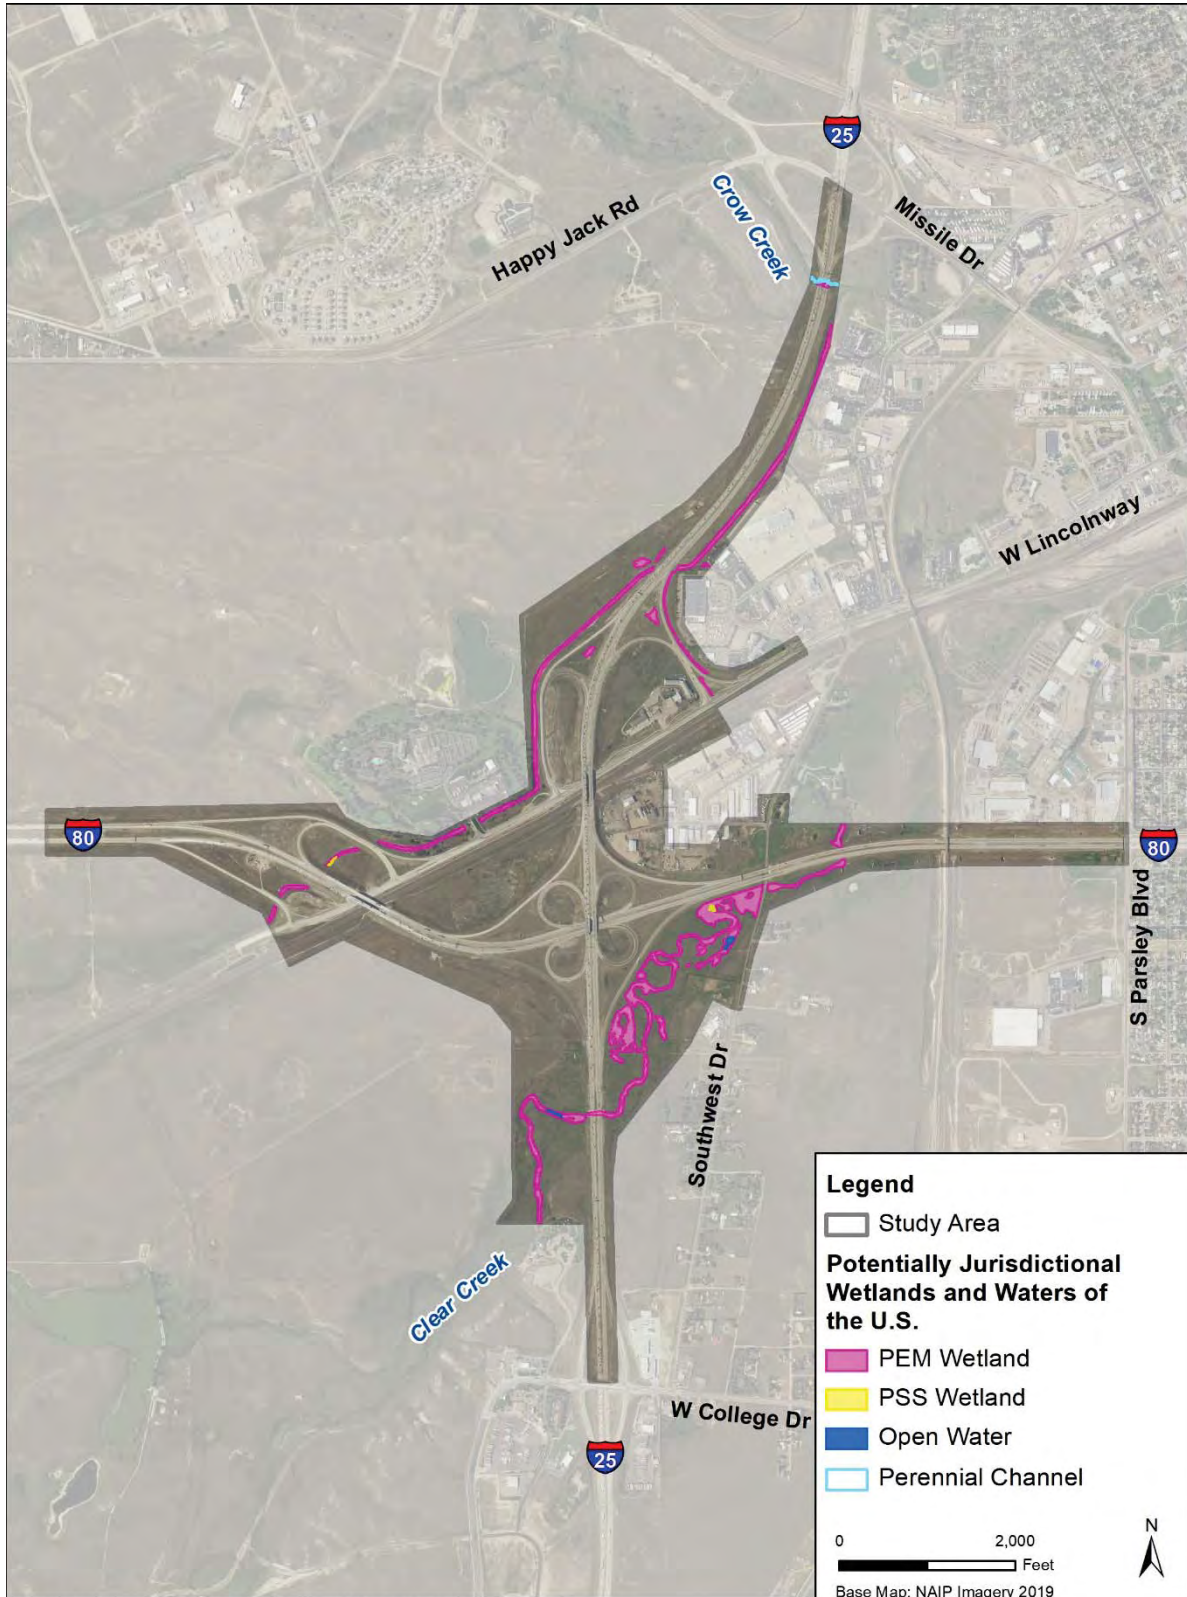 25
Crow Creek
Happy Jack Rd
Missile Dr
W Lincolnway
80
80
S Parsley Blvd
Southwest Dr
Clear Creek
W College Dr
25
Legend
Study Area
Potentially Jurisdictional
Wetlands and Waters of
the U.S.
PEM Wetland
PSS Wetland
Open Water
Perennial Channel
N
0 2,000
Feet
Base Map: NAIP Imagery 2019